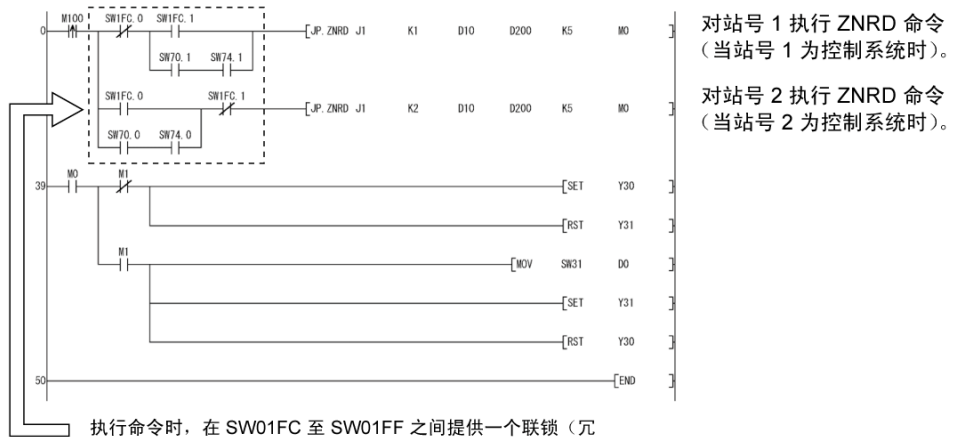 M100 SW1FC.0 SW1FC.1
0 JP.ZNRD J1 K1 D10 D200 K5 M0
SW70.1 SW74.1
SW1FC.0 SW1FC.1
JP.ZNRD J1 K2 D10 D200 K5 M0
SW70.0 SW74.0
M0 M1
39 SET Y30
RST Y31
M1
MOV SW31 D0
SET Y31
RST Y30
50 END
对站号 1 执行 ZNRD 命令
（当站号 1 为控制系统时）。
对站号 2 执行 ZNRD 命令
（当站号 2 为控制系统时）。
执行命令时，在 SW01FC 至 SW01FF 之间提供一个联锁（冗